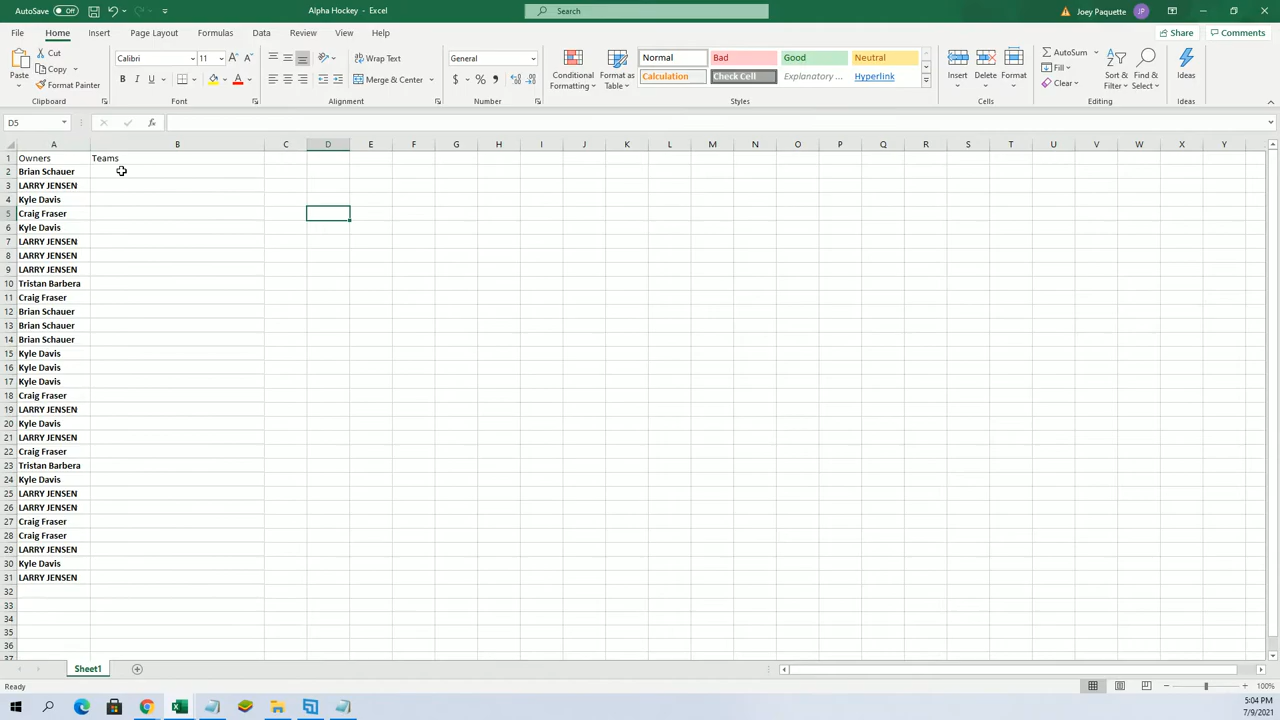 AutoSave Off Alpha Hockey - Excel Search Joey Paquette JP
File Home Insert Page Layout Formulas Data Review View Help Share Comments
Paste Cut Copy Format Painter Clipboard
Calibri 11 B I U Font
Wrap Text Merge & Center Alignment
General $ % Number
Conditional Formatting Format as Table
Normal Bad Good Neutral
Calculation Check Cell Explanatory ... Hyperlink
Styles
Insert Delete Format Cells
AutoSum Fill Clear Sort & Filter Find & Select Editing
Ideas Ideas
D5 fx
A B C D E F G H I J K L M N O P Q R S T U V W X Y
1 Owners Teams
2 Brian Schauer
3 LARRY JENSEN
4 Kyle Davis
5 Craig Fraser
6 Kyle Davis
7 LARRY JENSEN
8 LARRY JENSEN
9 LARRY JENSEN
10 Tristan Barbera
11 Craig Fraser
12 Brian Schauer
13 Brian Schauer
14 Brian Schauer
15 Kyle Davis
16 Kyle Davis
17 Kyle Davis
18 Craig Fraser
19 LARRY JENSEN
20 Kyle Davis
21 LARRY JENSEN
22 Craig Fraser
23 Tristan Barbera
24 Kyle Davis
25 LARRY JENSEN
26 LARRY JENSEN
27 Craig Fraser
28 Craig Fraser
29 LARRY JENSEN
30 Kyle Davis
31 LARRY JENSEN
32
33
34
35
36
37
Sheet1
Ready 100%
5:04 PM
7/9/2021